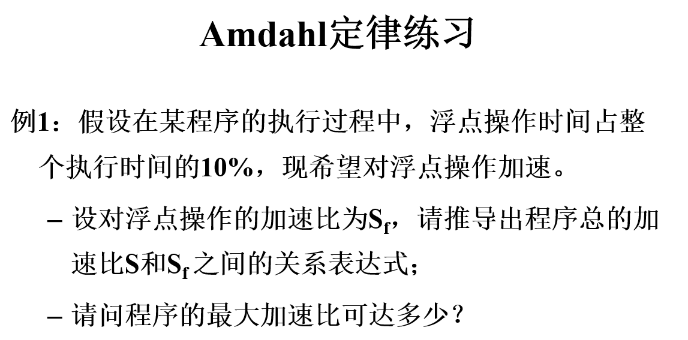 Amdahl定律练习
例1：假设在某程序的执行过程中，浮点操作时间占整
个执行时间的10%，现希望对浮点操作加速。
– 设对浮点操作的加速比为Sf，请推导出程序总的加
速比S和Sf之间的关系表达式；
– 请问程序的最大加速比可达多少？